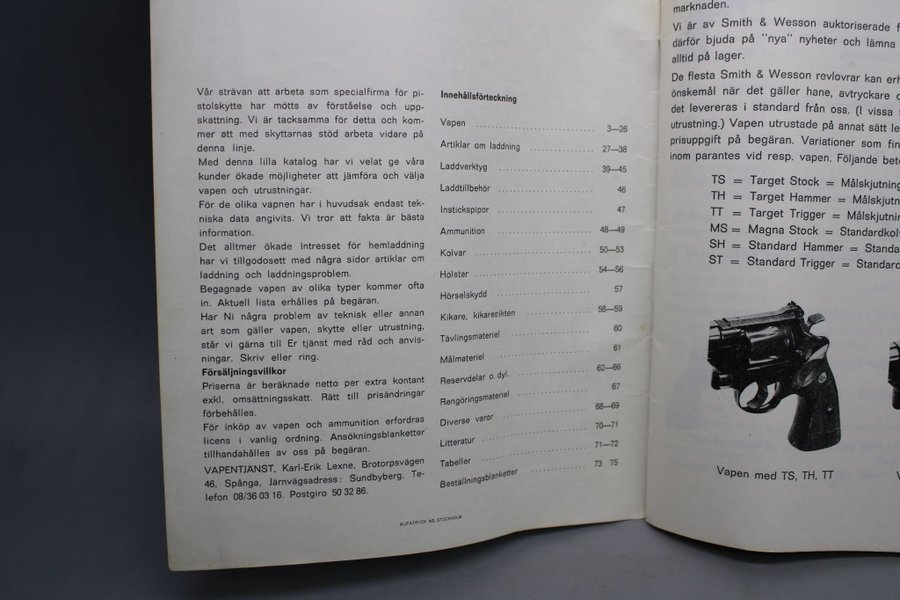 Vår strävan att arbeta som specialfirma för pi-
stolskytte har mötts av förståelse och upp-
skattning. Vi är tacksamma för detta och kom-
mer att med skyttarnas stöd arbeta vidare på
denna linje.
Med denna lilla katalog har vi velat ge våra
kunder ökade möjligheter att jämföra och välja
vapen och utrustningar.
För de olika vapnen har i huvudsak endast tek-
niska data angivits. Vi tror att fakta är bästa
information.
Det alltmer ökade intresset för hemladdning
har vi tillgodosett med några sidor artiklar om
laddning och laddningsproblem.
Begagnade vapen av olika typer kommer ofta
in. Aktuell lista erhålles på begäran.
Har Ni några problem av teknisk eller annan
art som gäller vapen, skytte eller utrustning,
står vi gärna till Er tjänst med råd och anvis-
ningar. Skriv eller ring.
Försäljningsvillkor
Priserna är beräknade netto per extra kontant
exkl. omsättningsskatt. Rätt till prisändringar
förbehålles.
För inköp av vapen och ammunition erfordras
licens i vanlig ordning. Ansökningsblanketter
tillhandahålles av oss på begäran.
VAPENTJÄNST, Karl-Erik Lexne, Brotorpsvägen
46, Spånga, Järnvägsadress: Sundbyberg. Te-
lefon 08/36 03 16. Postgiro 50 32 86.
Innehållsförteckning
Vapen 3—26
Artiklar om laddning 27—38
Laddverktyg 39—45
Laddtillbehör 46
Instickspipor 47
Ammunition 48—49
Kolvar 50—53
Hölster 54—56
Hörselskydd 57
Kikare, kikarsikten 58—59
Tävlingsmateriel 60
Målmateriel 61
Reservdelar o. dyl. 62—66
Rengöringsmateriel 67
Diverse varor 68—69
Litteratur 70—71
Tabeller 71—72
Beställningsblanketter 73 75
ALFATRYCK AB, STOCKHOLM
marknaden.
Vi är av Smith & Wesson auktoriserade
därför bjuda på "nya" nyheter och lämna
alltid på lager.
De flesta Smith & Wesson revolvrar kan
önskemål när det gäller hane, avtryckare
det levereras i standard från oss. (I vissa
utrustning.) Vapen utrustade på annat sätt
prisuppgift på begäran. Variationer som
inom parantes vid resp. vapen. Följande
TS = Target Stock =
TH = Target Hammer =
TT = Target Trigger =
MS = Magna Stock =
SH = Standard Hammer =
ST = Standard Trigger =
Vapen med TS, TH, TT